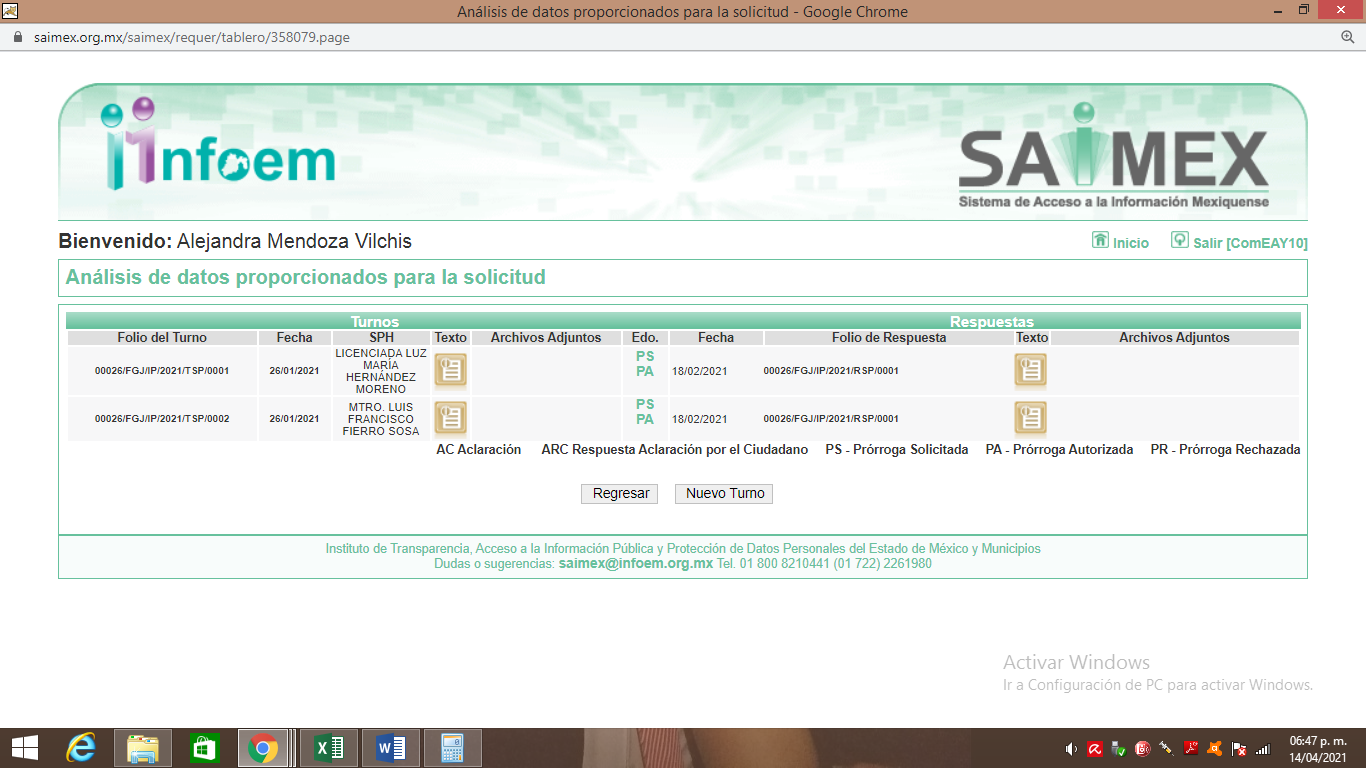 Análisis de datos proporcionados para la solicitud - Google Chrome
saimex.org.mx/saimex/requer/tablero/358079.page
infoem
SAiMEX
Sistema de Acceso a la Información Mexiquense
Bienvenido: Alejandra Mendoza Vilchis
Inicio Salir [ComEAY10]
Análisis de datos proporcionados para la solicitud
Turnos Respuestas
Folio del Turno Fecha SPH Texto Archivos Adjuntos Edo. Fecha Folio de Respuesta Texto Archivos Adjuntos
LICENCIADA LUZ
MARÍA
HERNÁNDEZ
MORENO
00026/FGJ/IP/2021/TSP/0001 26/01/2021 PS
PA 18/02/2021 00026/FGJ/IP/2021/RSP/0001
MTRO. LUIS
FRANCISCO
FIERRO SOSA
00026/FGJ/IP/2021/TSP/0002 26/01/2021 PS
PA 18/02/2021 00026/FGJ/IP/2021/RSP/0001
AC Aclaración ARC Respuesta Aclaración por el Ciudadano PS - Prórroga Solicitada PA - Prórroga Autorizada PR - Prórroga Rechazada
Regresar Nuevo Turno
Instituto de Transparencia, Acceso a la Información Pública y Protección de Datos Personales del Estado de México y Municipios
Dudas o sugerencias: saimex@infoem.org.mx Tel. 01 800 8210441 (01 722) 2261980
Activar Windows
Ir a Configuración de PC para activar Windows.
06:47 p. m.
14/04/2021